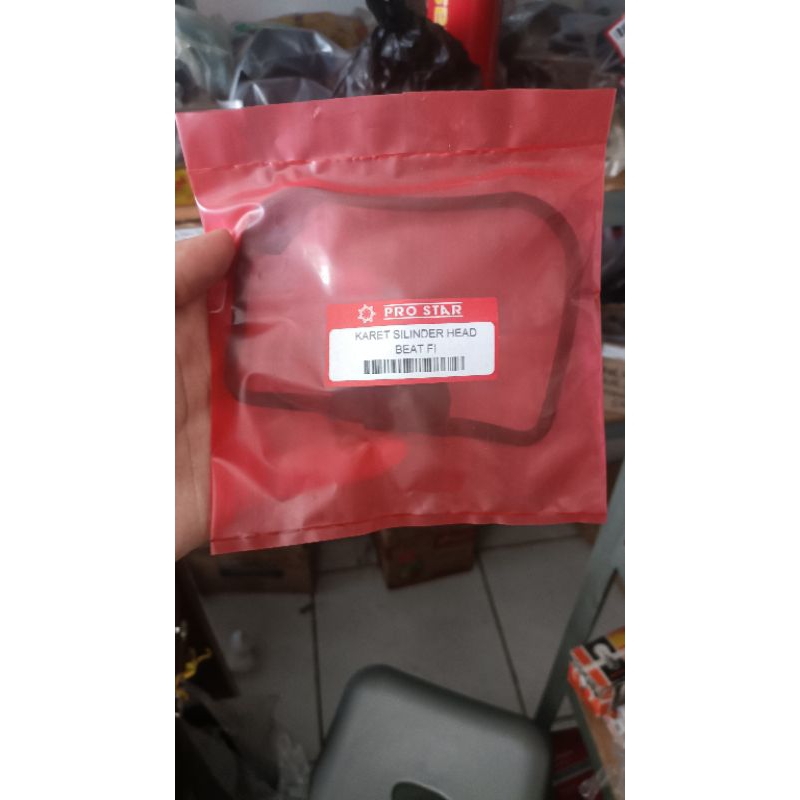 PRO STAR
KARET SILINDER HEAD
BEAT FI